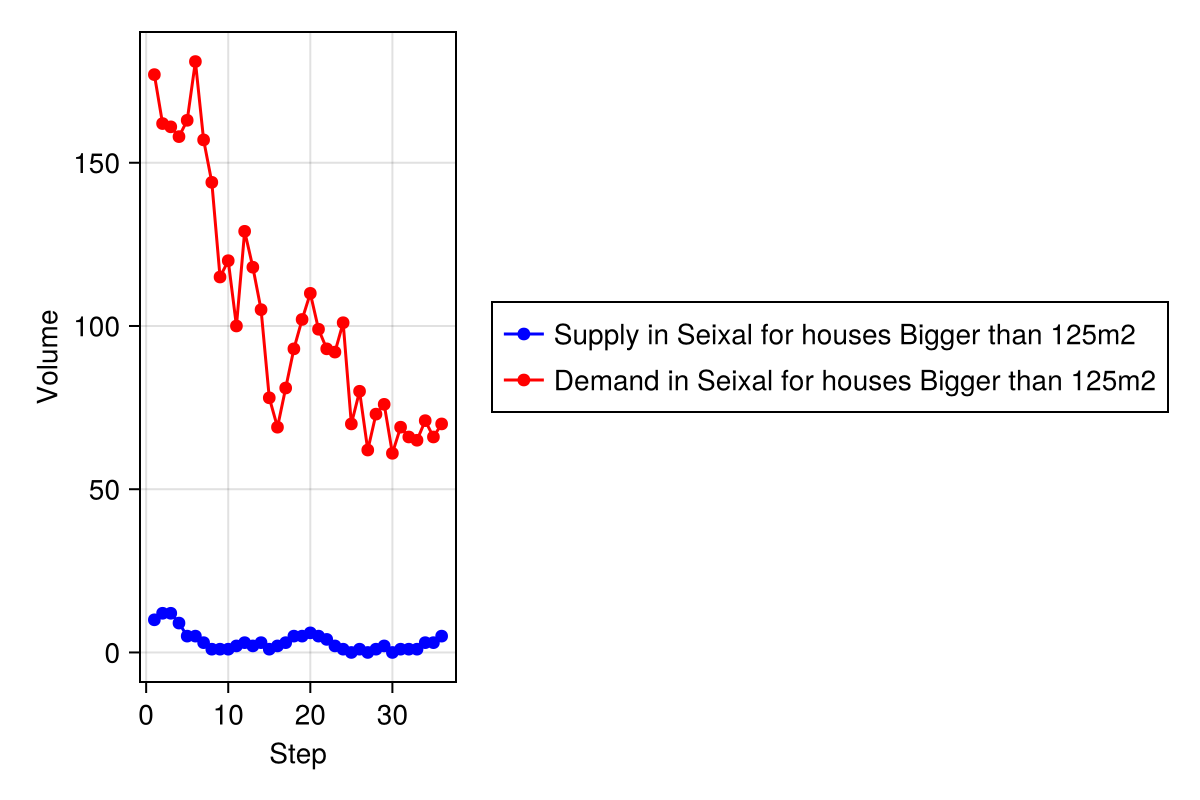 Volume
150
100
50
0
0 10 20 30
Step
Supply in Seixal for houses Bigger than 125m2
Demand in Seixal for houses Bigger than 125m2